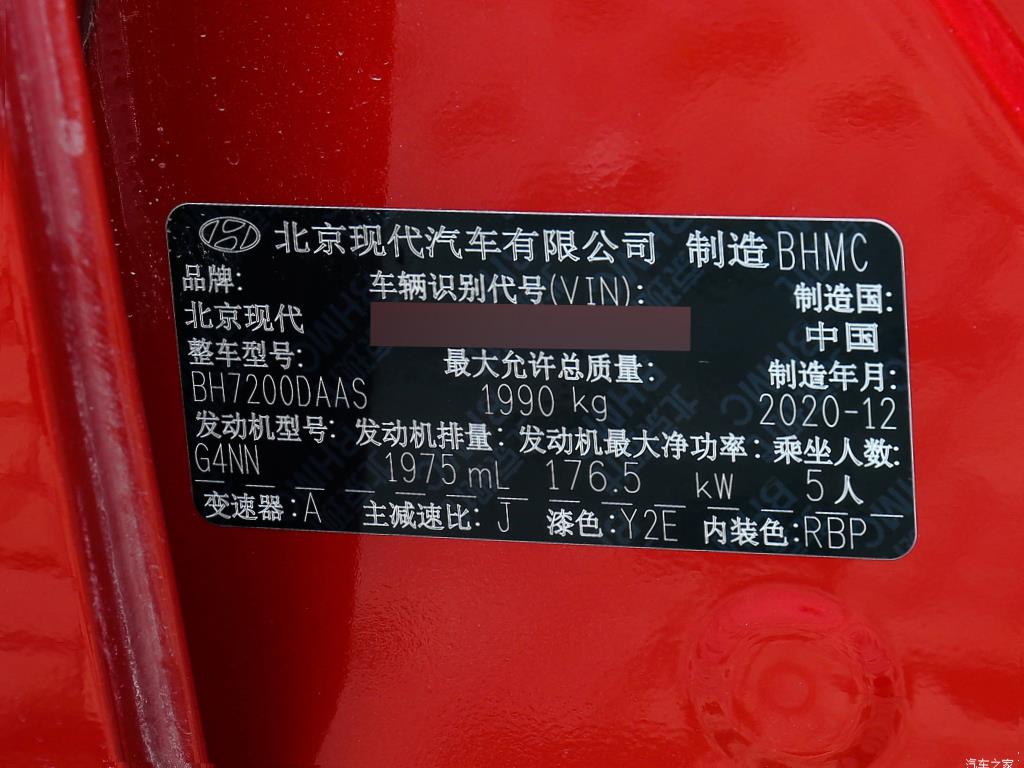 北京现代汽车有限公司 制造 BHMC
品牌: 车辆识别代号(VIN): 制造国:
北京现代 中国
整车型号: 最大允许总质量: 制造年月:
BH7200DAAS 1990 kg 2020-12
发动机型号: 发动机排量: 发动机最大净功率: 乘坐人数:
G4NN 1975 mL 176.5 kW 5人
变速器:A 主减速比: J 漆色:Y2E 内装色:RBP
汽车之家